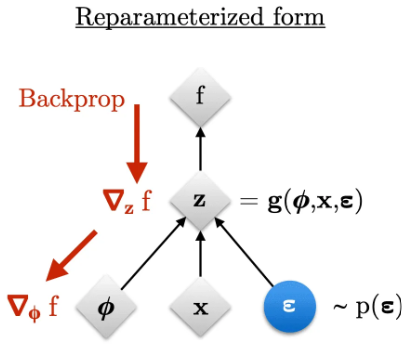 Reparameterized form
Backprop f
∇z f z = g(ϕ,x,ε)
∇ϕ f ϕ x ε ~ p(ε)